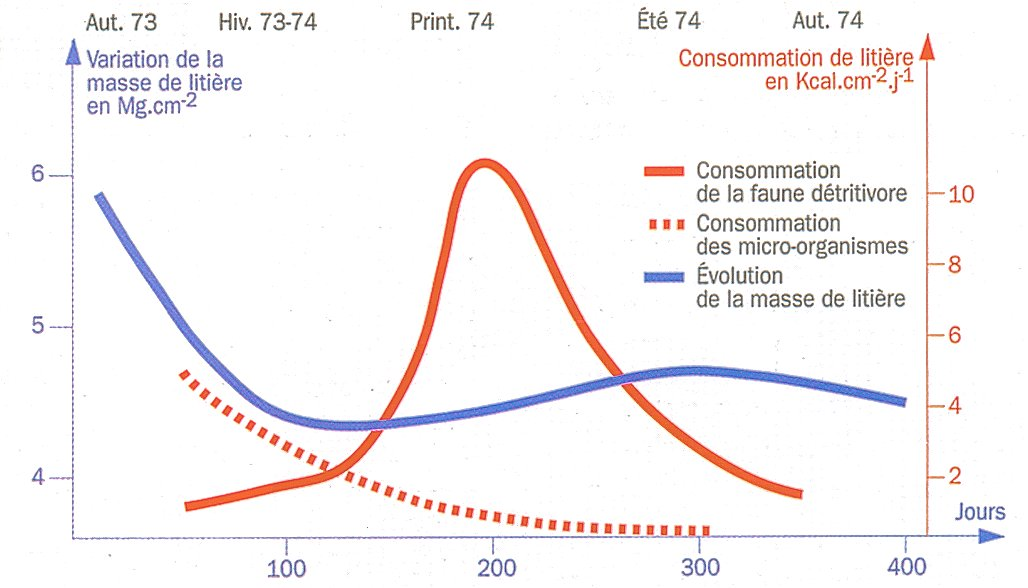 Aut. 73 Hiv. 73-74 Print. 74 Été 74 Aut. 74
Variation de la
masse de litière
en Mg.cm-2
Consommation de litière
en Kcal.cm-2.j-1
6
5
4
Consommation
de la faune détritivore
Consommation
des micro-organismes
Évolution
de la masse de litière
10
8
6
4
2
Jours
100 200 300 400